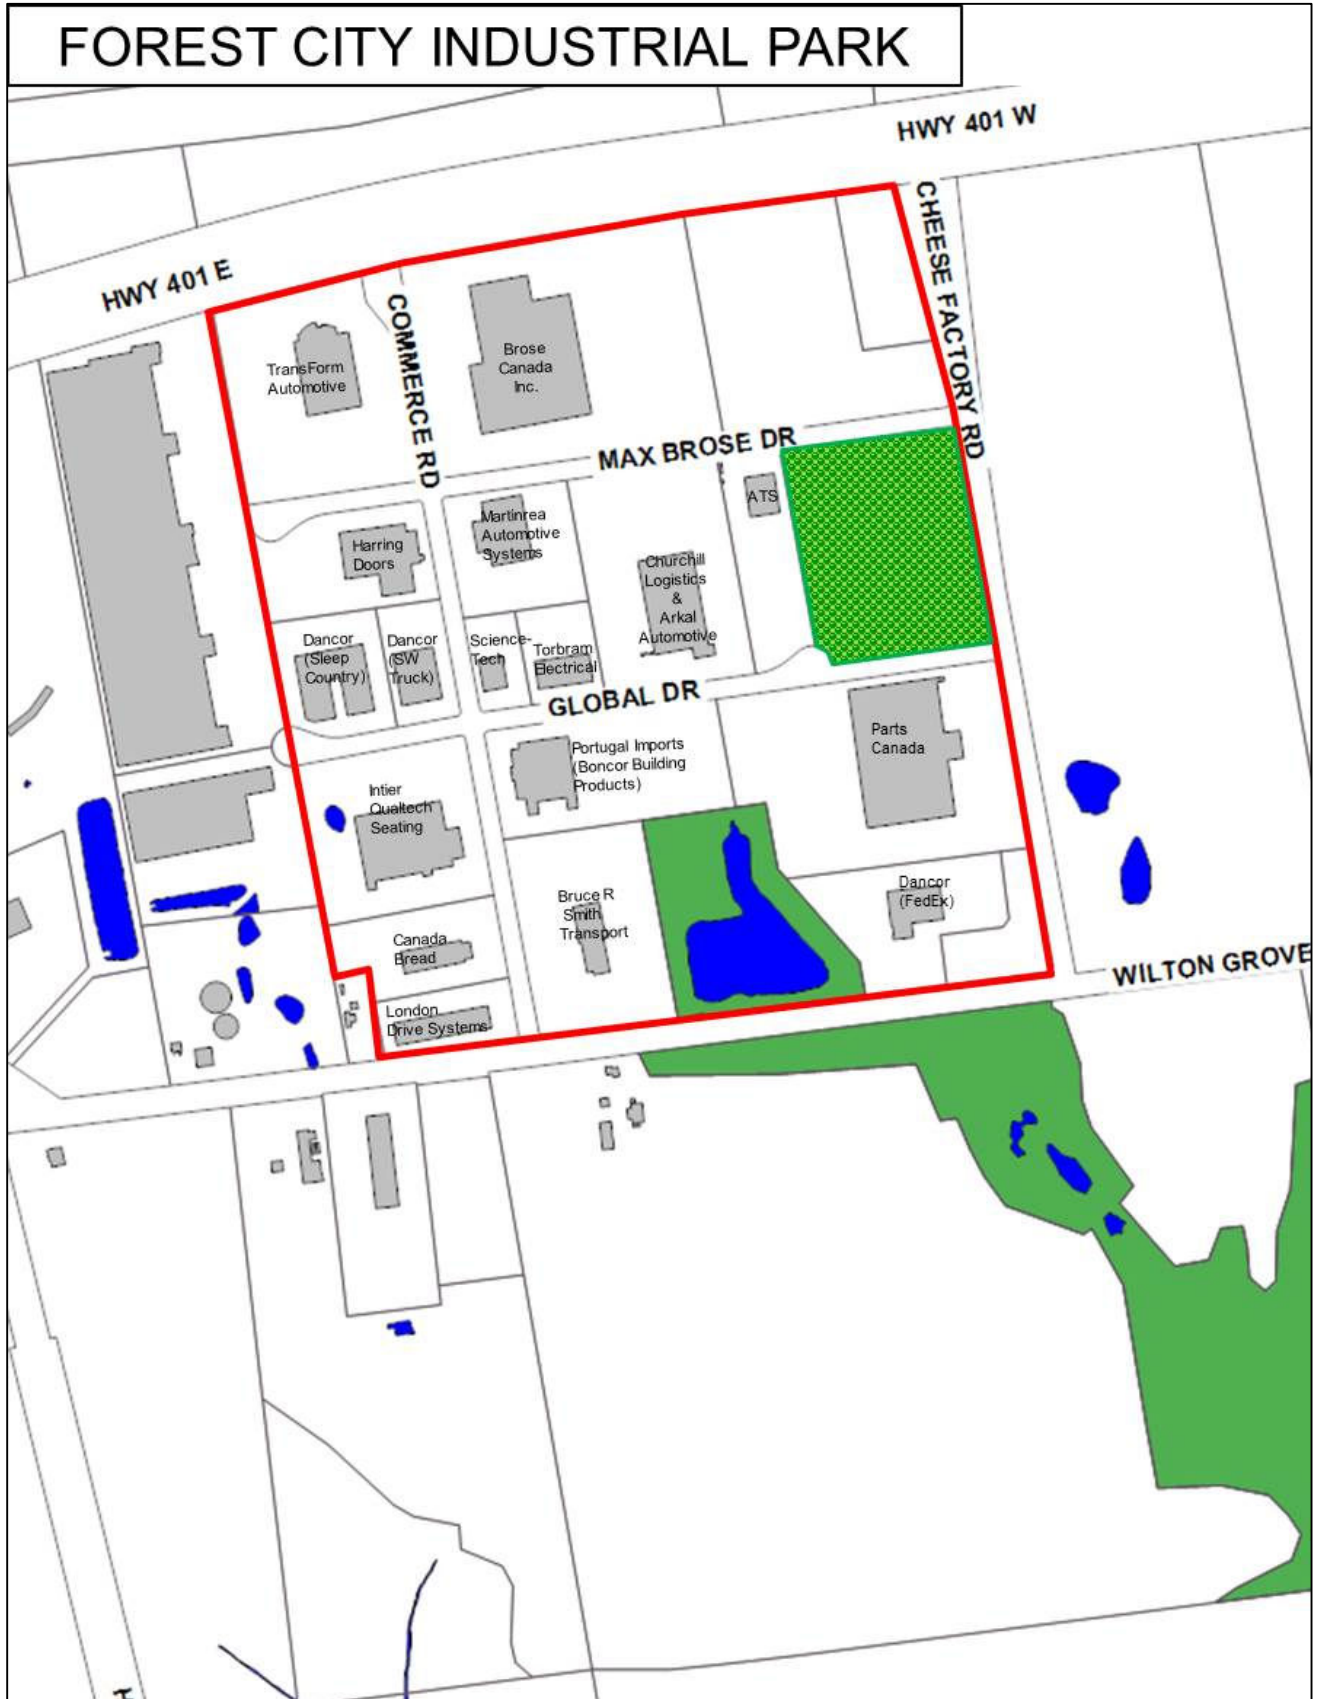 FOREST CITY INDUSTRIAL PARK
HWY 401 W
HWY 401 E
CHEESE FACTORY RD
COMMERCE RD
TransForm
Automotive
Brose
Canada
Inc.
MAX BROSE DR
ATS
Martinrea
Automotive
Systems
Harring
Doors
Churchill
Logistics
&
Arkal
Automotive
Dancor
(Sleep
Country)
Dancor
(SW
Truck)
Science-
Tech
Torbram
Electrical
GLOBAL DR
Parts
Canada
Portugal Imports
(Boncor Building
Products)
Intier
Qualtech
Seating
Dancor
(FedEx)
Bruce R
Smith
Transport
Canada
Bread
WILTON GROVE
London
Drive Systems